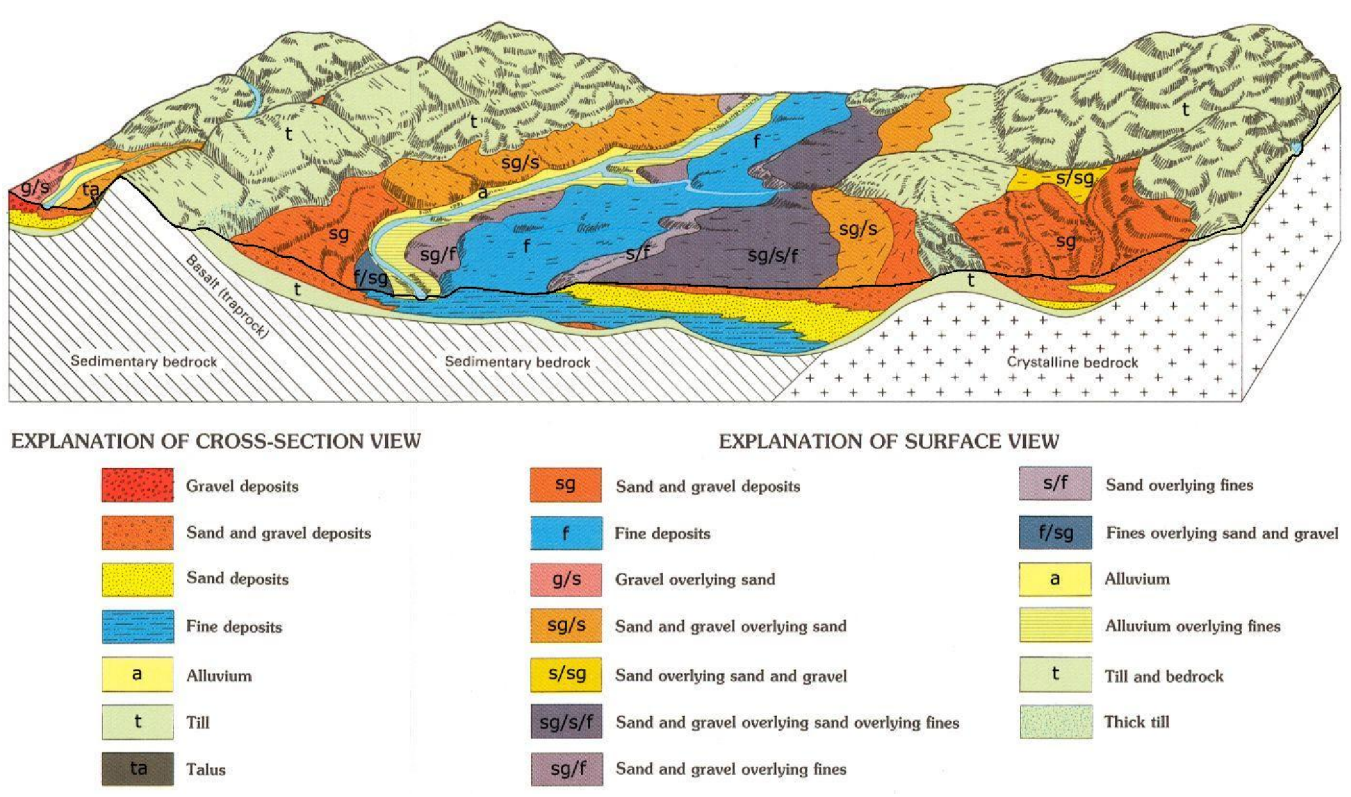 t
t
t
t
g/s
ta
sg/s
f
a
s/sg
sg
sg/f
f
s/f
sg/s/f
sg/s
sg
f/sg
t
t
Basalt (traprock)
Sedimentary bedrock
Sedimentary bedrock
Crystalline bedrock
EXPLANATION OF CROSS-SECTION VIEW
Gravel deposits
Sand and gravel deposits
Sand deposits
Fine deposits
a Alluvium
t Till
ta Talus
EXPLANATION OF SURFACE VIEW
sg Sand and gravel deposits
f Fine deposits
g/s Gravel overlying sand
sg/s Sand and gravel overlying sand
s/sg Sand overlying sand and gravel
sg/s/f Sand and gravel overlying sand overlying fines
sg/f Sand and gravel overlying fines
s/f Sand overlying fines
f/sg Fines overlying sand and gravel
a Alluvium
Alluvium overlying fines
t Till and bedrock
Thick till